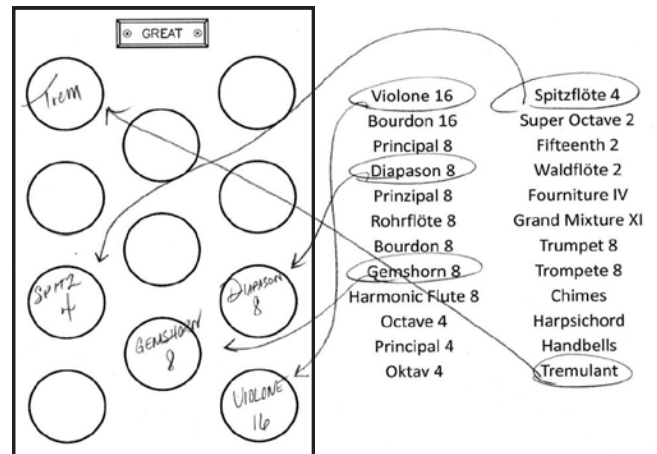 GREAT
Trem
SPITZ
4
DIAPASON
8
GEMSHORN
8
VIOLONE
16
Violone 16
Bourdon 16
Principal 8
Diapason 8
Prinzipal 8
Rohrflöte 8
Bourdon 8
Gemshorn 8
Harmonic Flute 8
Octave 4
Principal 4
Oktav 4
Spitzflöte 4
Super Octave 2
Fifteenth 2
Waldflöte 2
Fourniture IV
Grand Mixture XI
Trumpet 8
Trompete 8
Chimes
Harpsichord
Handbells
Tremulant